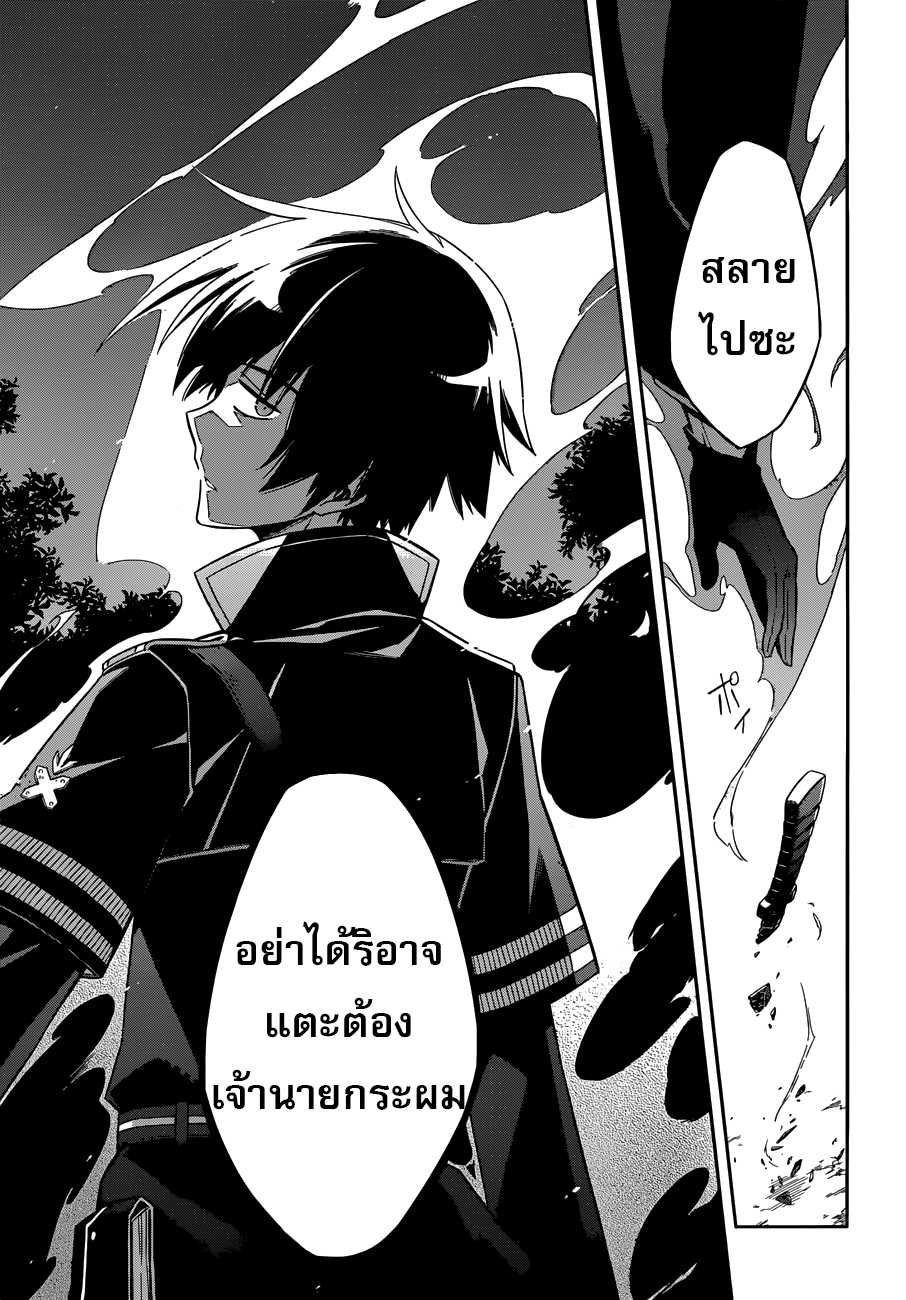 สลาย
ไปซะ
ポイ
อย่าได้ริอาจ
แตะต้อง
เจ้านายกระผม